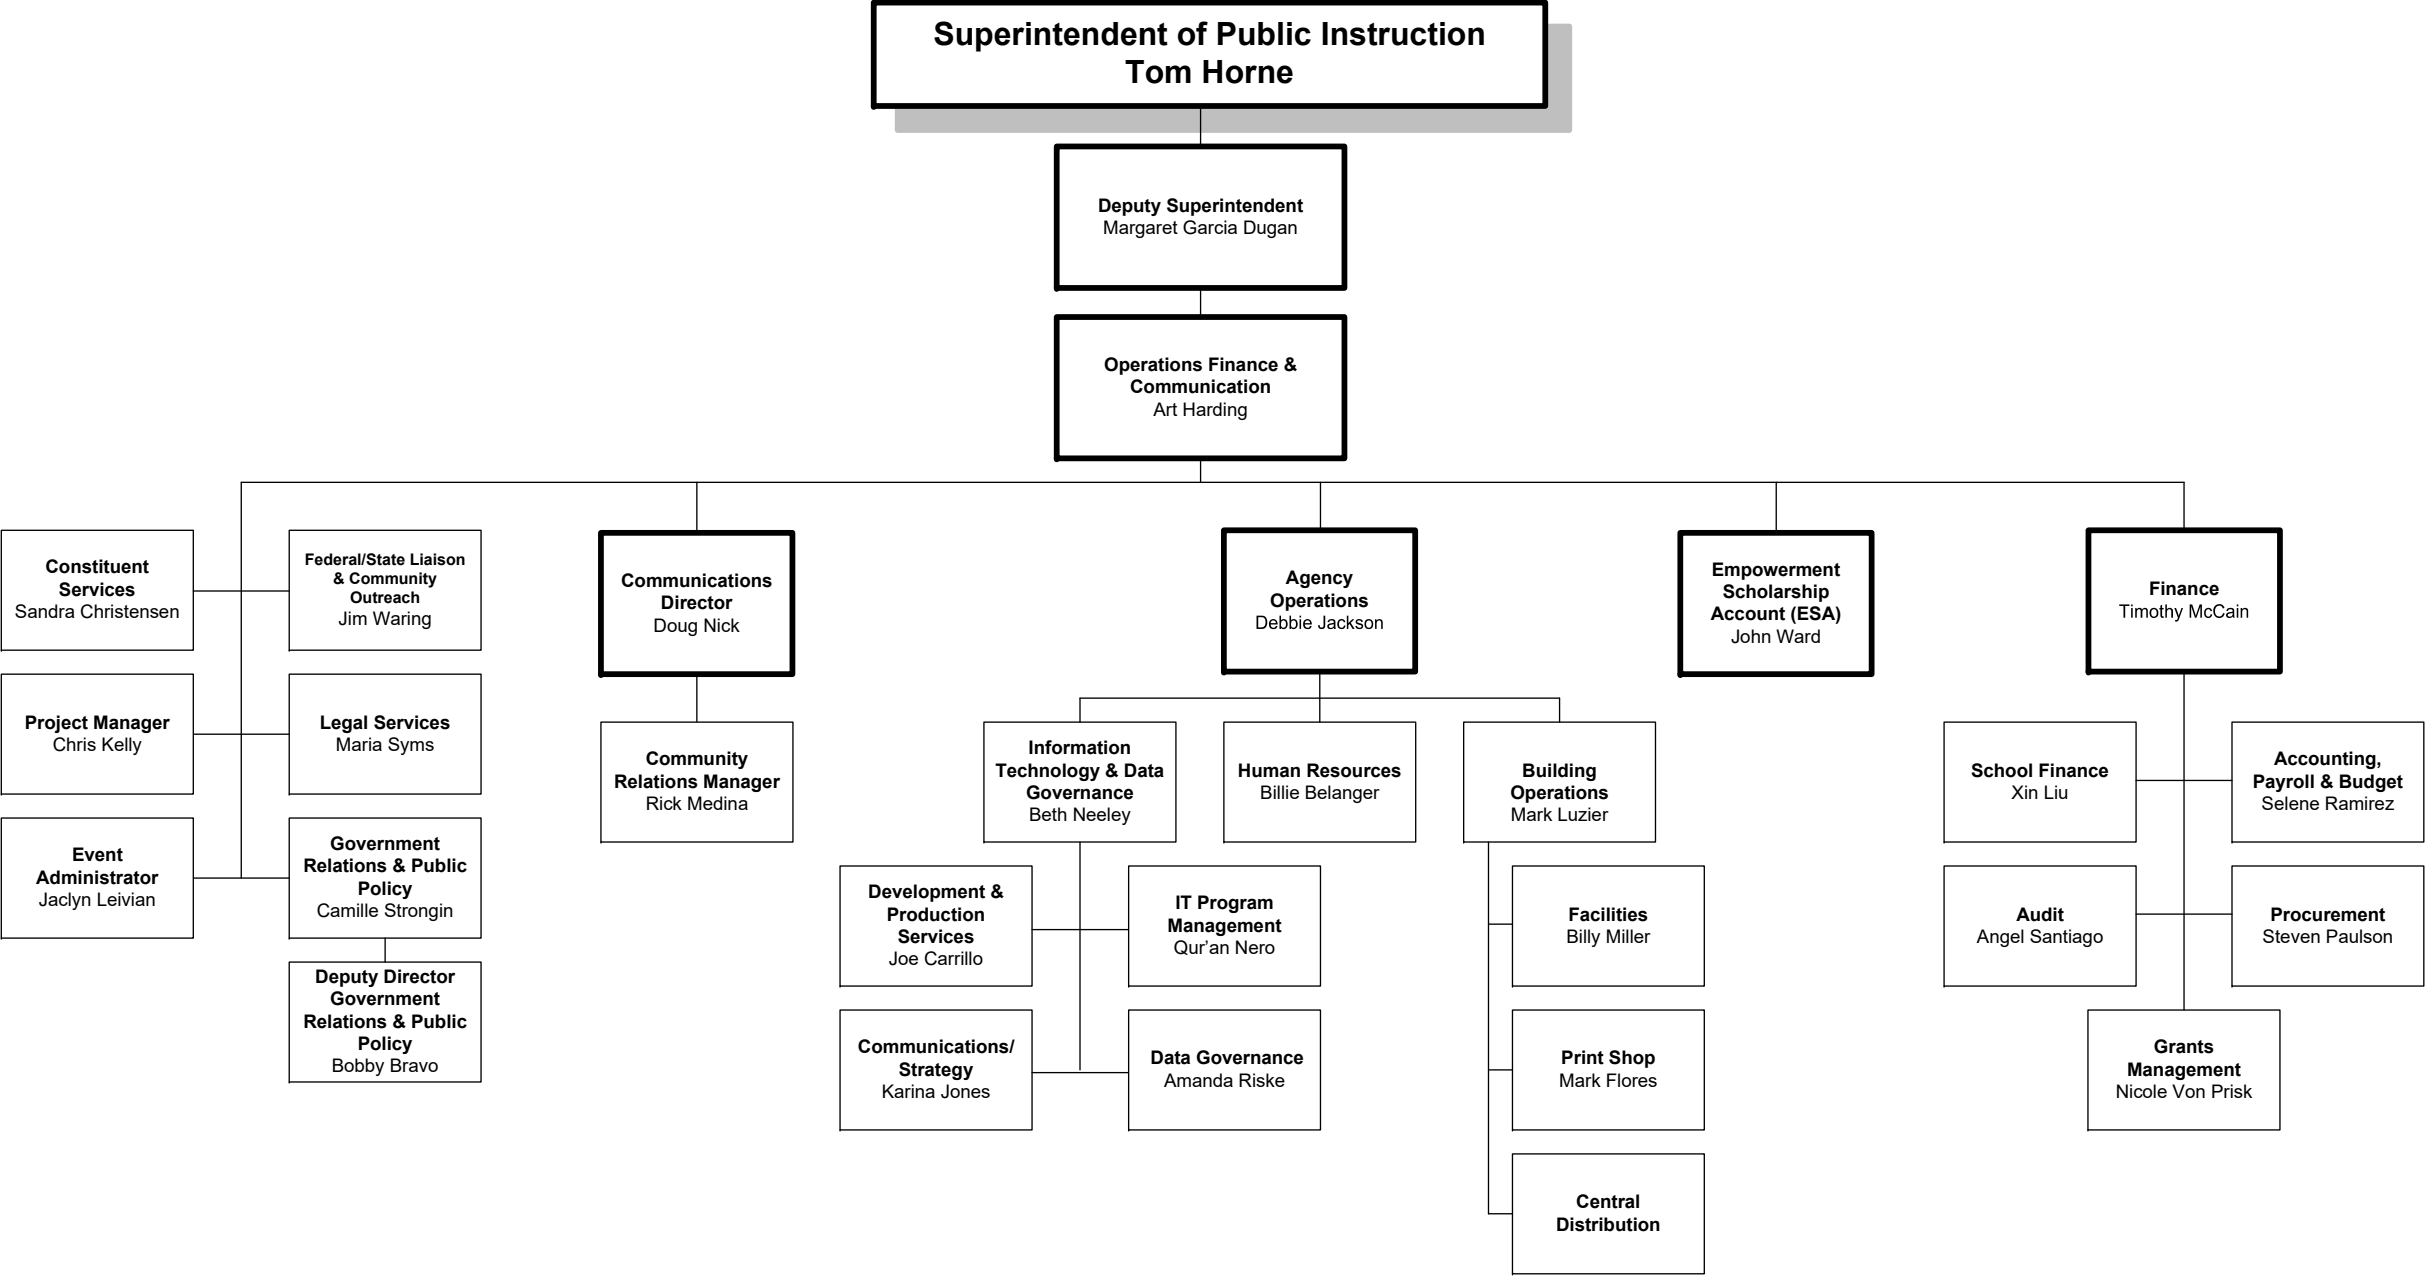 Superintendent of Public Instruction
Tom Horne
Deputy Superintendent
Margaret Garcia Dugan
Operations Finance &
Communication
Art Harding
Constituent
Services
Sandra Christensen
Federal/State Liaison
& Community
Outreach
Jim Waring
Project Manager
Chris Kelly
Legal Services
Maria Syms
Event
Administrator
Jaclyn Leivian
Government
Relations & Public
Policy
Camille Strongin
Deputy Director
Government
Relations & Public
Policy
Bobby Bravo
Communications
Director
Doug Nick
Community
Relations Manager
Rick Medina
Agency
Operations
Debbie Jackson
Information
Technology & Data
Governance
Beth Neeley
Human Resources
Billie Belanger
Building
Operations
Mark Luzier
Development &
Production
Services
Joe Carrillo
IT Program
Management
Qur’an Nero
Communications/
Strategy
Karina Jones
Data Governance
Amanda Riske
Facilities
Billy Miller
Print Shop
Mark Flores
Central
Distribution
Empowerment
Scholarship
Account (ESA)
John Ward
Finance
Timothy McCain
School Finance
Xin Liu
Accounting,
Payroll & Budget
Selene Ramirez
Audit
Angel Santiago
Procurement
Steven Paulson
Grants
Management
Nicole Von Prisk